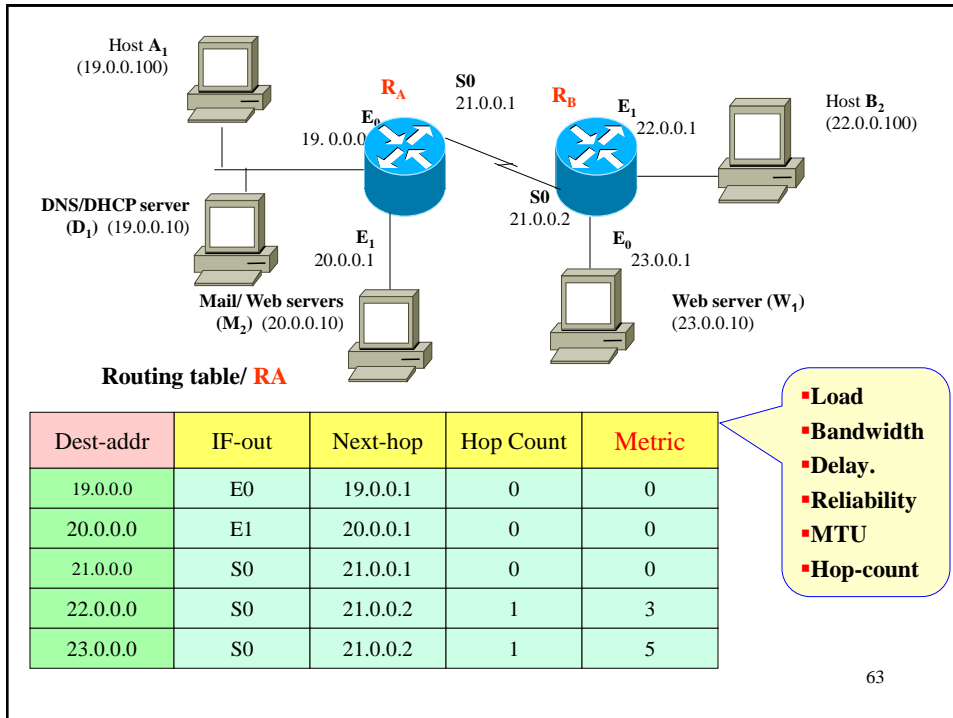 Host A1
(19.0.0.100)
RA
S0
21.0.0.1
RB
E1
22.0.0.1
Host B2
(22.0.0.100)
E0
19. 0.0.0
DNS/DHCP server
(D1) (19.0.0.10)
S0
21.0.0.2
E1
20.0.0.1
E0
23.0.0.1
Mail/ Web servers
(M2) (20.0.0.10)
Web server (W1)
(23.0.0.10)
Routing table/ RA
Dest-addr IF-out Next-hop Hop Count Metric
19.0.0.0 E0 19.0.0.1 0 0
20.0.0.0 E1 20.0.0.1 0 0
21.0.0.0 S0 21.0.0.1 0 0
22.0.0.0 S0 21.0.0.2 1 3
23.0.0.0 S0 21.0.0.2 1 5
▪Load
▪Bandwidth
▪Delay.
▪Reliability
▪MTU
▪Hop-count
63